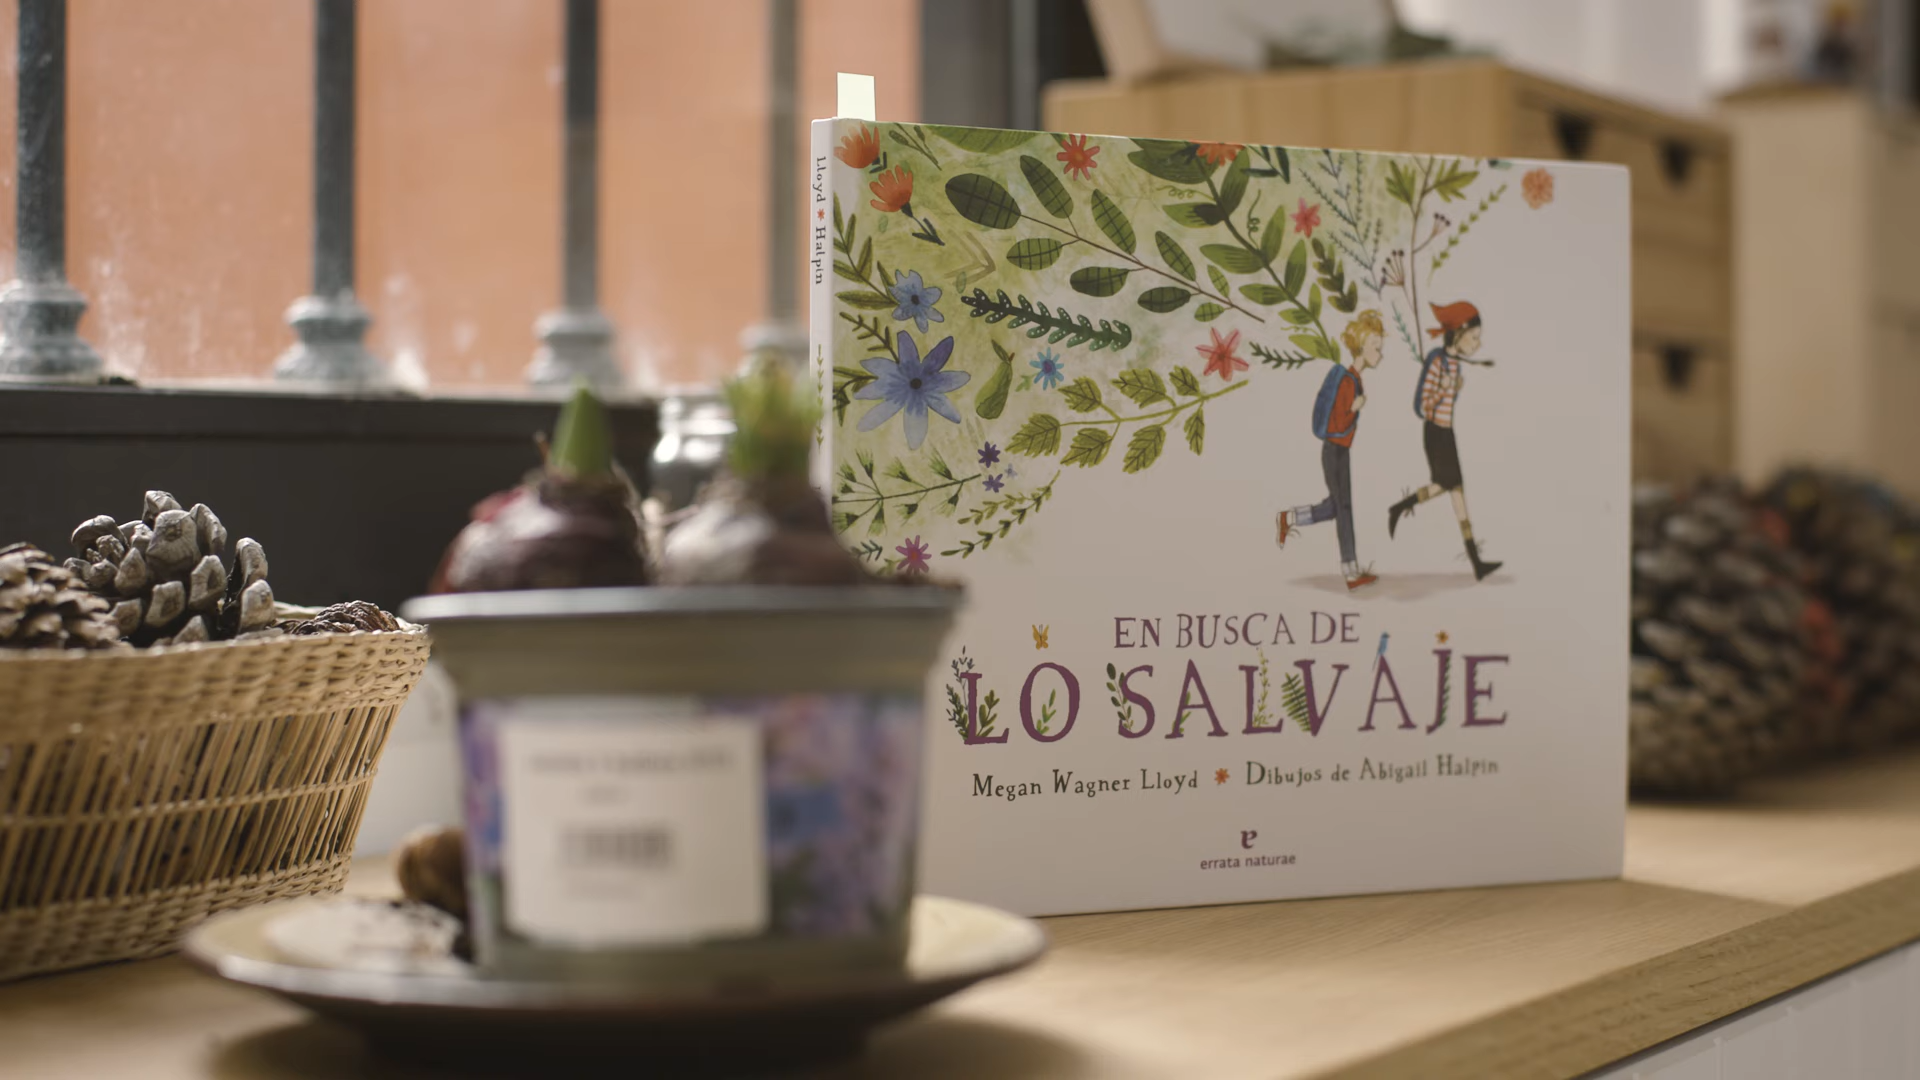 Lloyd * Halpin
EN BUSCA DE
LO SALVAJE
Megan Wagner Lloyd * Dibujos de Abigail Halpin
e
errata naturae